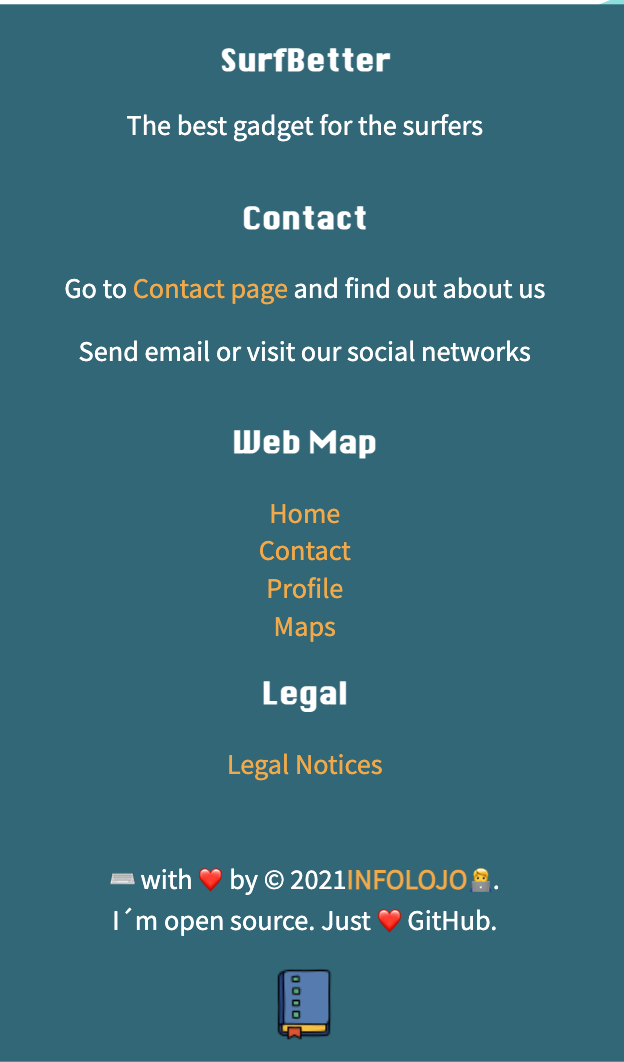 SurfBetter
The best gadget for the surfers
Contact
Go to Contact page and find out about us
Send email or visit our social networks
Web Map
Home
Contact
Profile
Maps
Legal
Legal Notices
⌨️ with ❤️ by © 2021INFOLOJO👨‍💻.
I´m open source. Just ❤️ GitHub.